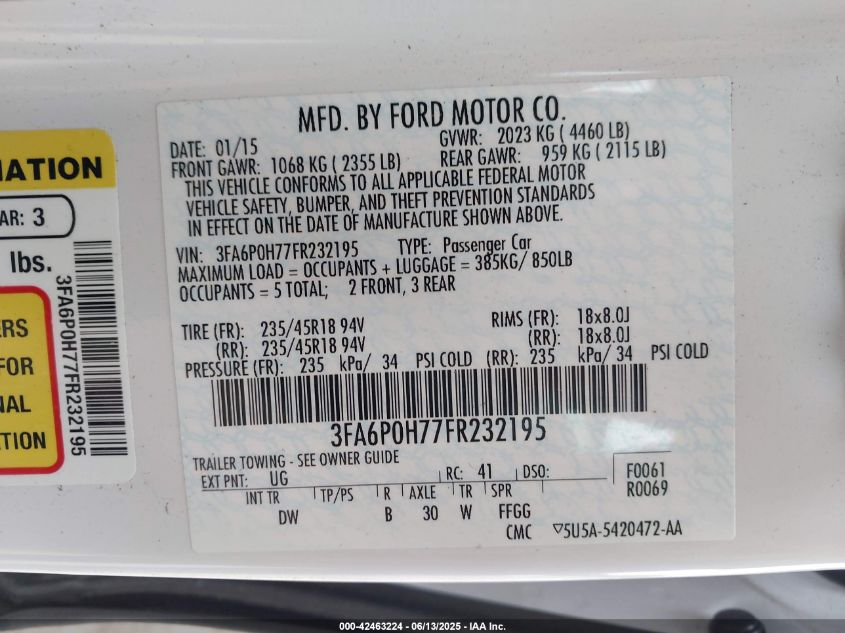 MATION
AR: 3
lbs.
ERS
FOR
NAL
ATION
3FA6P0H77FR232195
MFD. BY FORD MOTOR CO.
DATE: 01/15 GVWR: 2023 KG ( 4460 LB)
FRONT GAWR: 1068 KG ( 2355 LB) REAR GAWR: 959 KG ( 2115 LB)
THIS VEHICLE CONFORMS TO ALL APPLICABLE FEDERAL MOTOR
VEHICLE SAFETY, BUMPER, AND THEFT PREVENTION STANDARDS
IN EFFECT ON THE DATE OF MANUFACTURE SHOWN ABOVE.
VIN: 3FA6P0H77FR232195 TYPE: Passenger Car
MAXIMUM LOAD = OCCUPANTS + LUGGAGE = 385KG/ 850LB
OCCUPANTS = 5 TOTAL; 2 FRONT, 3 REAR
TIRE (FR): 235/45R18 94V RIMS (FR): 18x8.0J
(RR): 235/45R18 94V (RR): 18x8.0J
PRESSURE (FR): 235 kPa/ 34 PSI COLD (RR): 235 kPa/ 34 PSI COLD
3FA6P0H77FR232195
TRAILER TOWING - SEE OWNER GUIDE
EXT PNT: UG RC: 41 DSO: F0061
INT TR TP/PS R AXLE TR SPR R0069
DW B 30 W FFGG
CMC ▽5U5A-5420472-AA
000-42463224 - 06/13/2025 - IAA Inc.